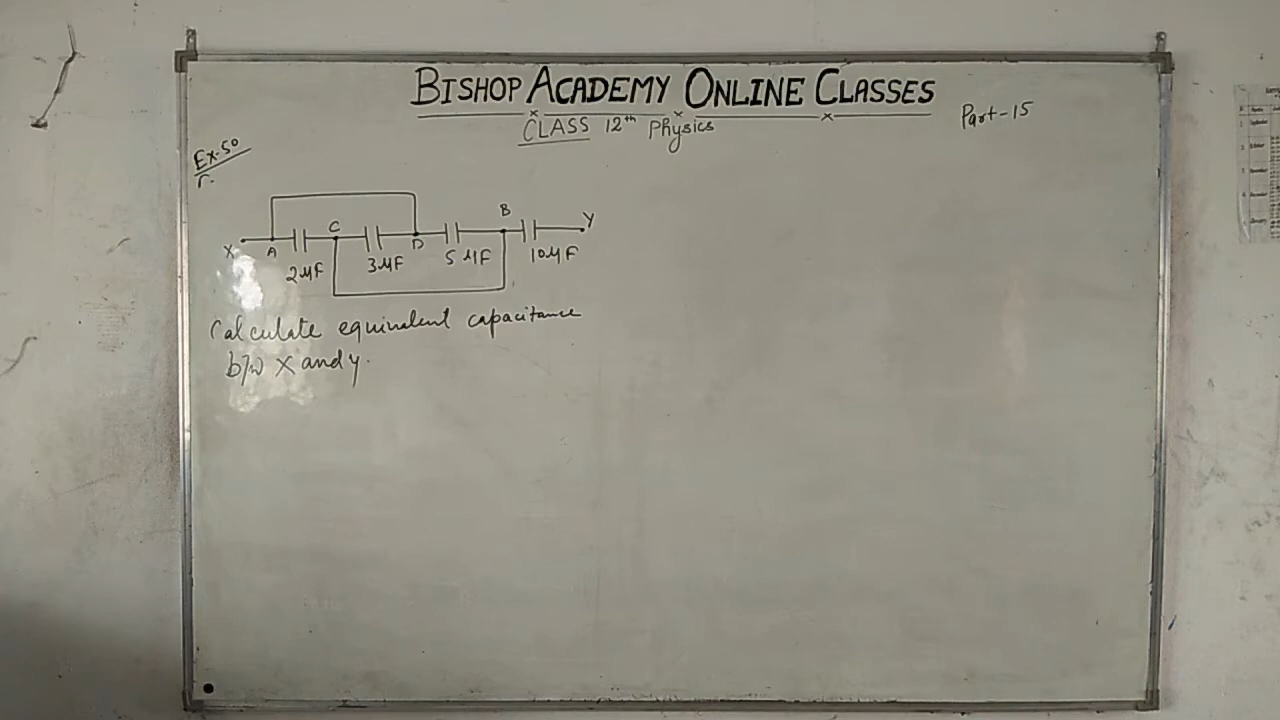 BISHOP ACADEMY ONLINE CLASSES
CLASS 12th Physics
Part-15
Ex.50
X A C D B Y
2μF 3μF 5μF 10μF
Calculate equivalent capacitance
b/w X and y.